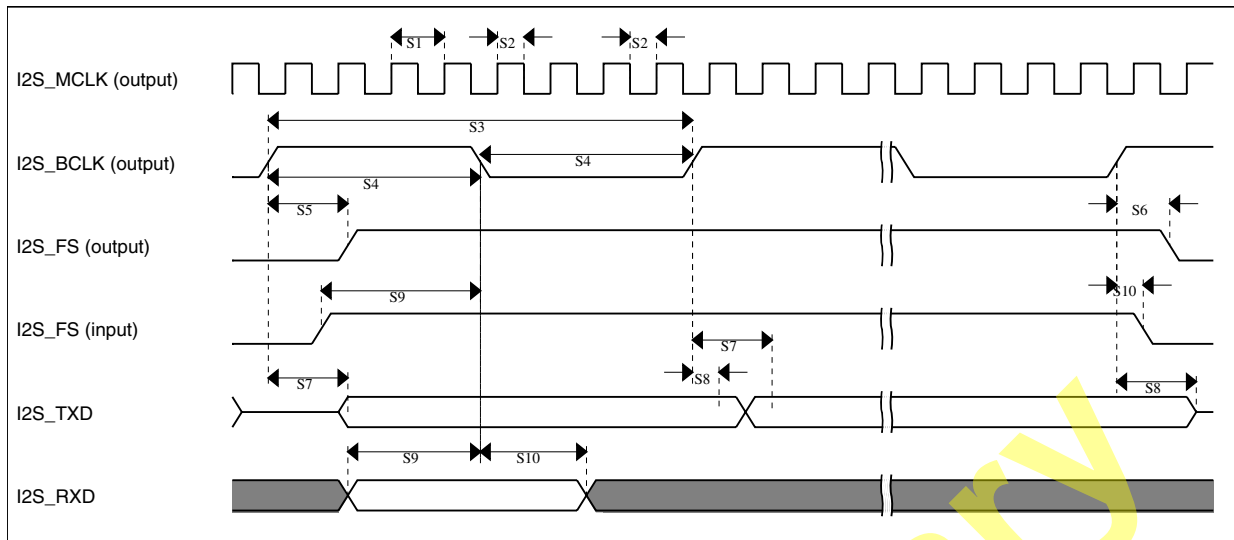 S1 S2 S2
I2S_MCLK (output)
S3
I2S_BCLK (output)
S4
S4
S5 S6
I2S_FS (output)
S9 S10
I2S_FS (input)
S7
S7 S8 S8
I2S_TXD
S9 S10
I2S_RXD